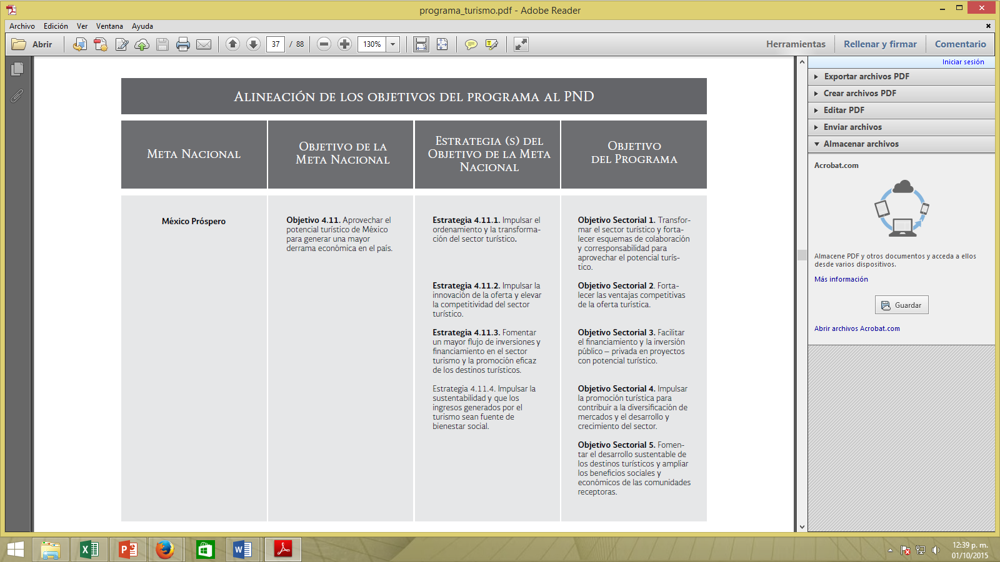 programa_turismo.pdf - Adobe Reader
Archivo Edición Ver Ventana Ayuda
Abrir 37 / 88 130% Herramientas Rellenar y firmar Comentario
Iniciar sesión
Exportar archivos PDF
Crear archivos PDF
Editar PDF
Enviar archivos
Almacenar archivos
Acrobat.com
Almacene PDF y otros documentos y acceda a ellos
desde varios dispositivos.
Más información
Guardar
Abrir archivos Acrobat.com
Alineación de los objetivos del programa al PND
Meta Nacional
Objetivo de la
Meta Nacional
Estrategia (s) del
Objetivo de la Meta
Nacional
Objetivo
del Programa
México Próspero
Objetivo 4.11. Aprovechar el
potencial turístico de México
para generar una mayor
derrama económica en el país.
Estrategia 4.11.1. Impulsar el
ordenamiento y la transforma-
ción del sector turístico.
Estrategia 4.11.2. Impulsar la
innovación de la oferta y elevar
la competitividad del sector
turístico.
Estrategia 4.11.3. Fomentar
un mayor flujo de inversiones y
financiamiento en el sector
turismo y la promoción eficaz
de los destinos turísticos.
Estrategia 4.11.4. Impulsar la
sustentabilidad y que los
ingresos generados por el
turismo sean fuente de
bienestar social.
Objetivo Sectorial 1. Transfor-
mar el sector turístico y forta-
lecer esquemas de colaboración
y corresponsabilidad para
aprovechar el potencial turís-
tico.
Objetivo Sectorial 2. Forta-
lecer las ventajas competitivas
de la oferta turística.
Objetivo Sectorial 3. Facilitar
el financiamiento y la inversión
público – privada en proyectos
con potencial turístico.
Objetivo Sectorial 4. Impulsar
la promoción turística para
contribuir a la diversificación de
mercados y el desarrollo y
crecimiento del sector.
Objetivo Sectorial 5. Fomen-
tar el desarrollo sustentable de
los destinos turísticos y ampliar
los beneficios sociales y
económicos de las comunidades
receptoras.
12:39 p. m.
01/10/2015